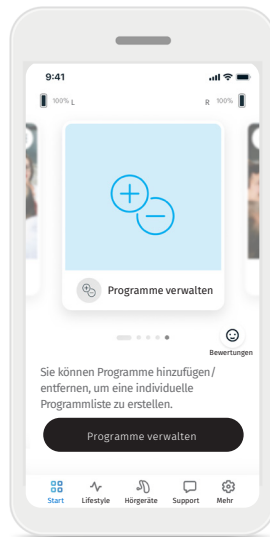 9:41
100% L
R 100%
Programme verwalten
Bewertungen
Sie können Programme hinzufügen/
entfernen, um eine individuelle
Programmliste zu erstellen.
Programme verwalten
Start Lifestyle Hörgeräte Support Mehr